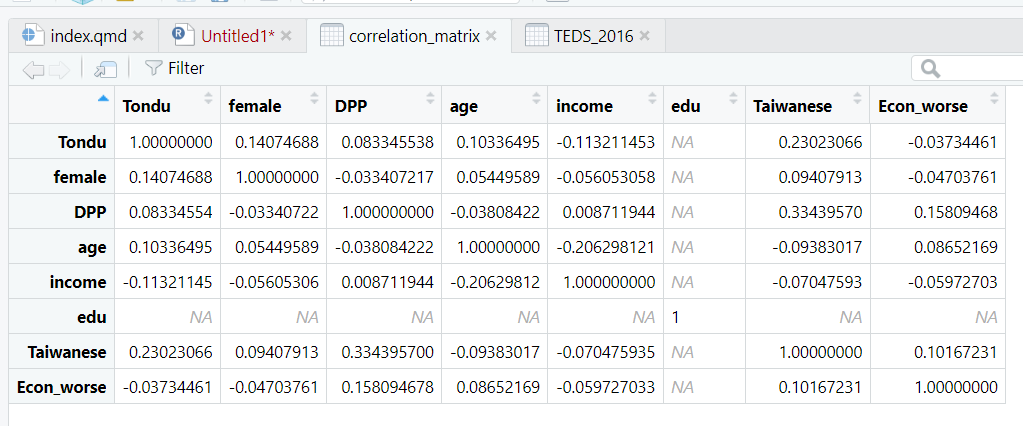 index.qmd Untitled1* correlation_matrix TEDS_2016
Filter
Tondu female DPP age income edu Taiwanese Econ_worse
Tondu 1.00000000 0.14074688 0.083345538 0.10336495 -0.113211453 NA 0.23023066 -0.03734461
female 0.14074688 1.00000000 -0.033407217 0.05449589 -0.056053058 NA 0.09407913 -0.04703761
DPP 0.08334554 -0.03340722 1.000000000 -0.03808422 0.008711944 NA 0.33439570 0.15809468
age 0.10336495 0.05449589 -0.038084222 1.00000000 -0.206298121 NA -0.09383017 0.08652169
income -0.11321145 -0.05605306 0.008711944 -0.20629812 1.000000000 NA -0.07047593 -0.05972703
edu NA NA NA NA NA 1 NA NA
Taiwanese 0.23023066 0.09407913 0.334395700 -0.09383017 -0.070475935 NA 1.00000000 0.10167231
Econ_worse -0.03734461 -0.04703761 0.158094678 0.08652169 -0.059727033 NA 0.10167231 1.00000000